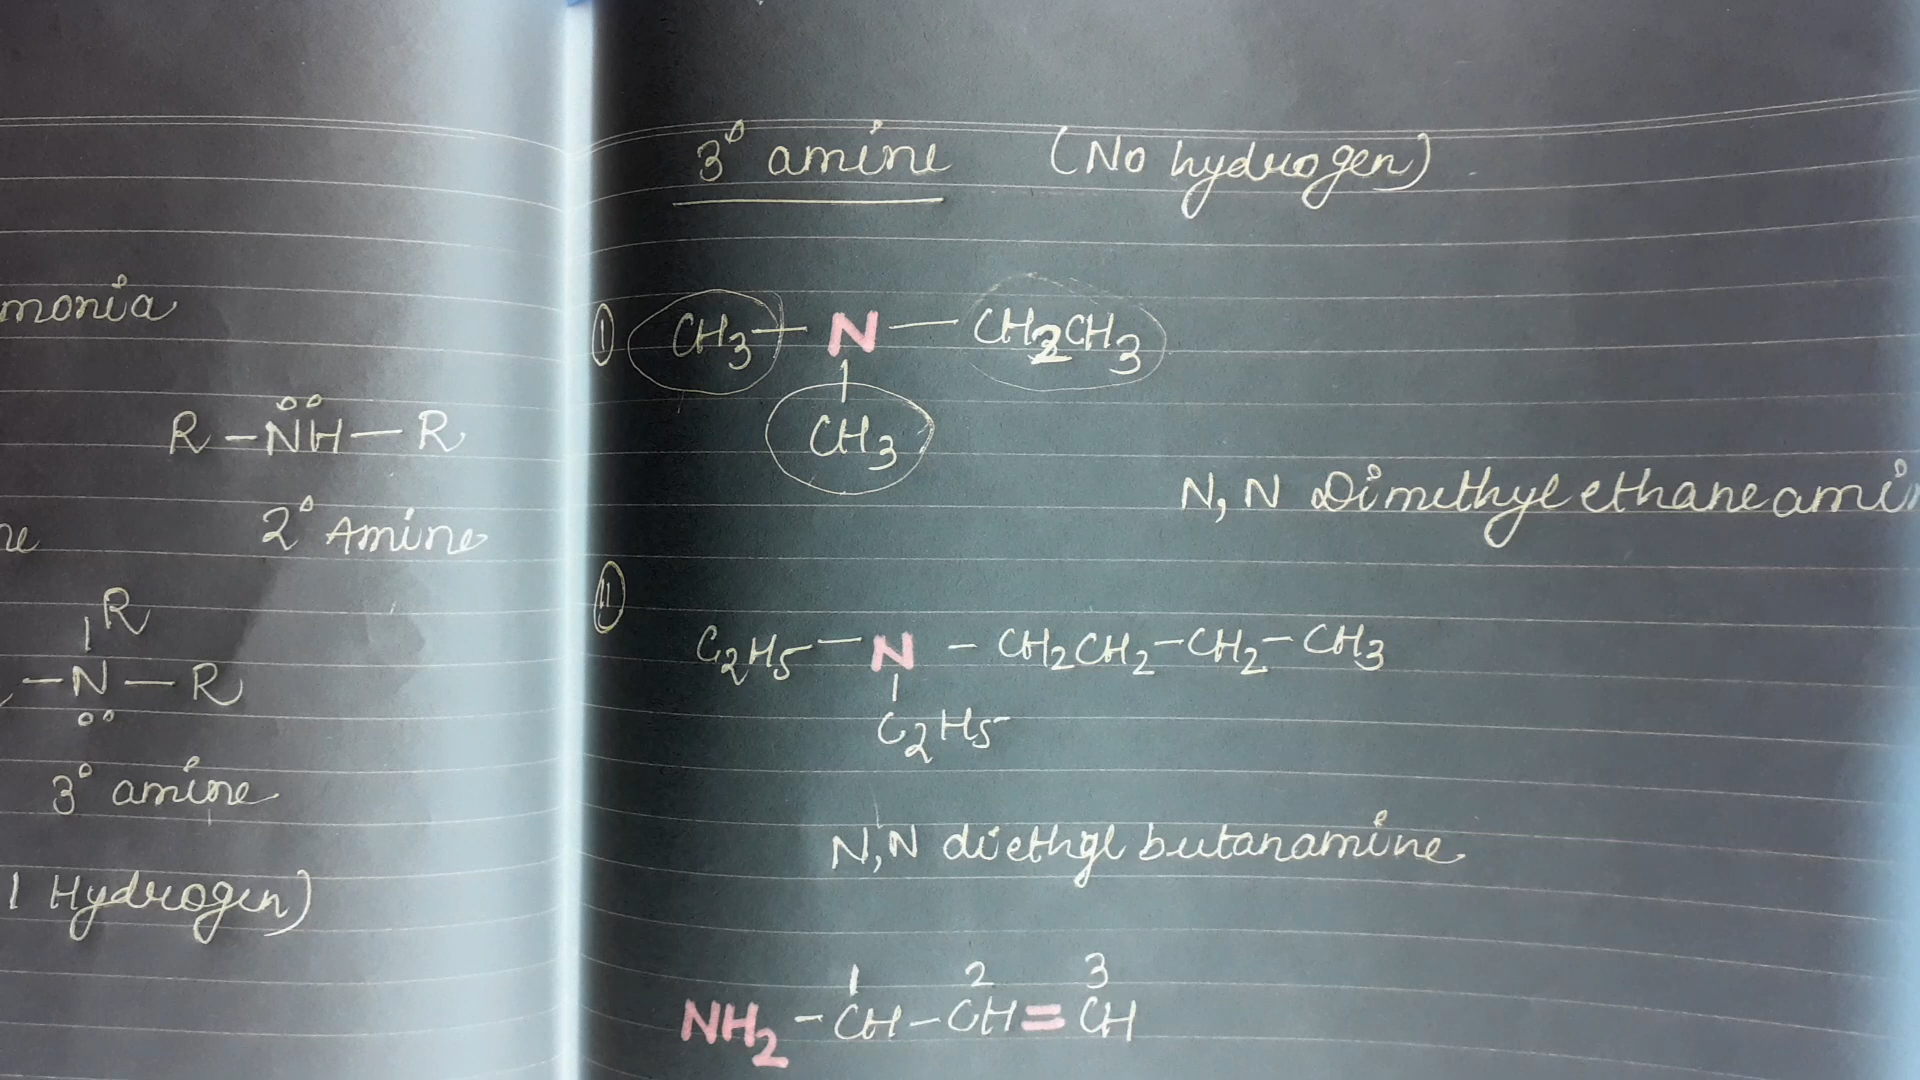 monia
R - NH - R
2° Amine
R
- N - R
3° amine
1 Hydrogen)
3° amine (No hydrogen)
I CH3 - N - CH2CH3
CH3
N, N Dimethyl ethaneami
II
C2H5 - N - CH2CH2 - CH2 - CH3
C2H5
N,N diethyl butanamine
1 2 3
NH2 - CH - CH = CH